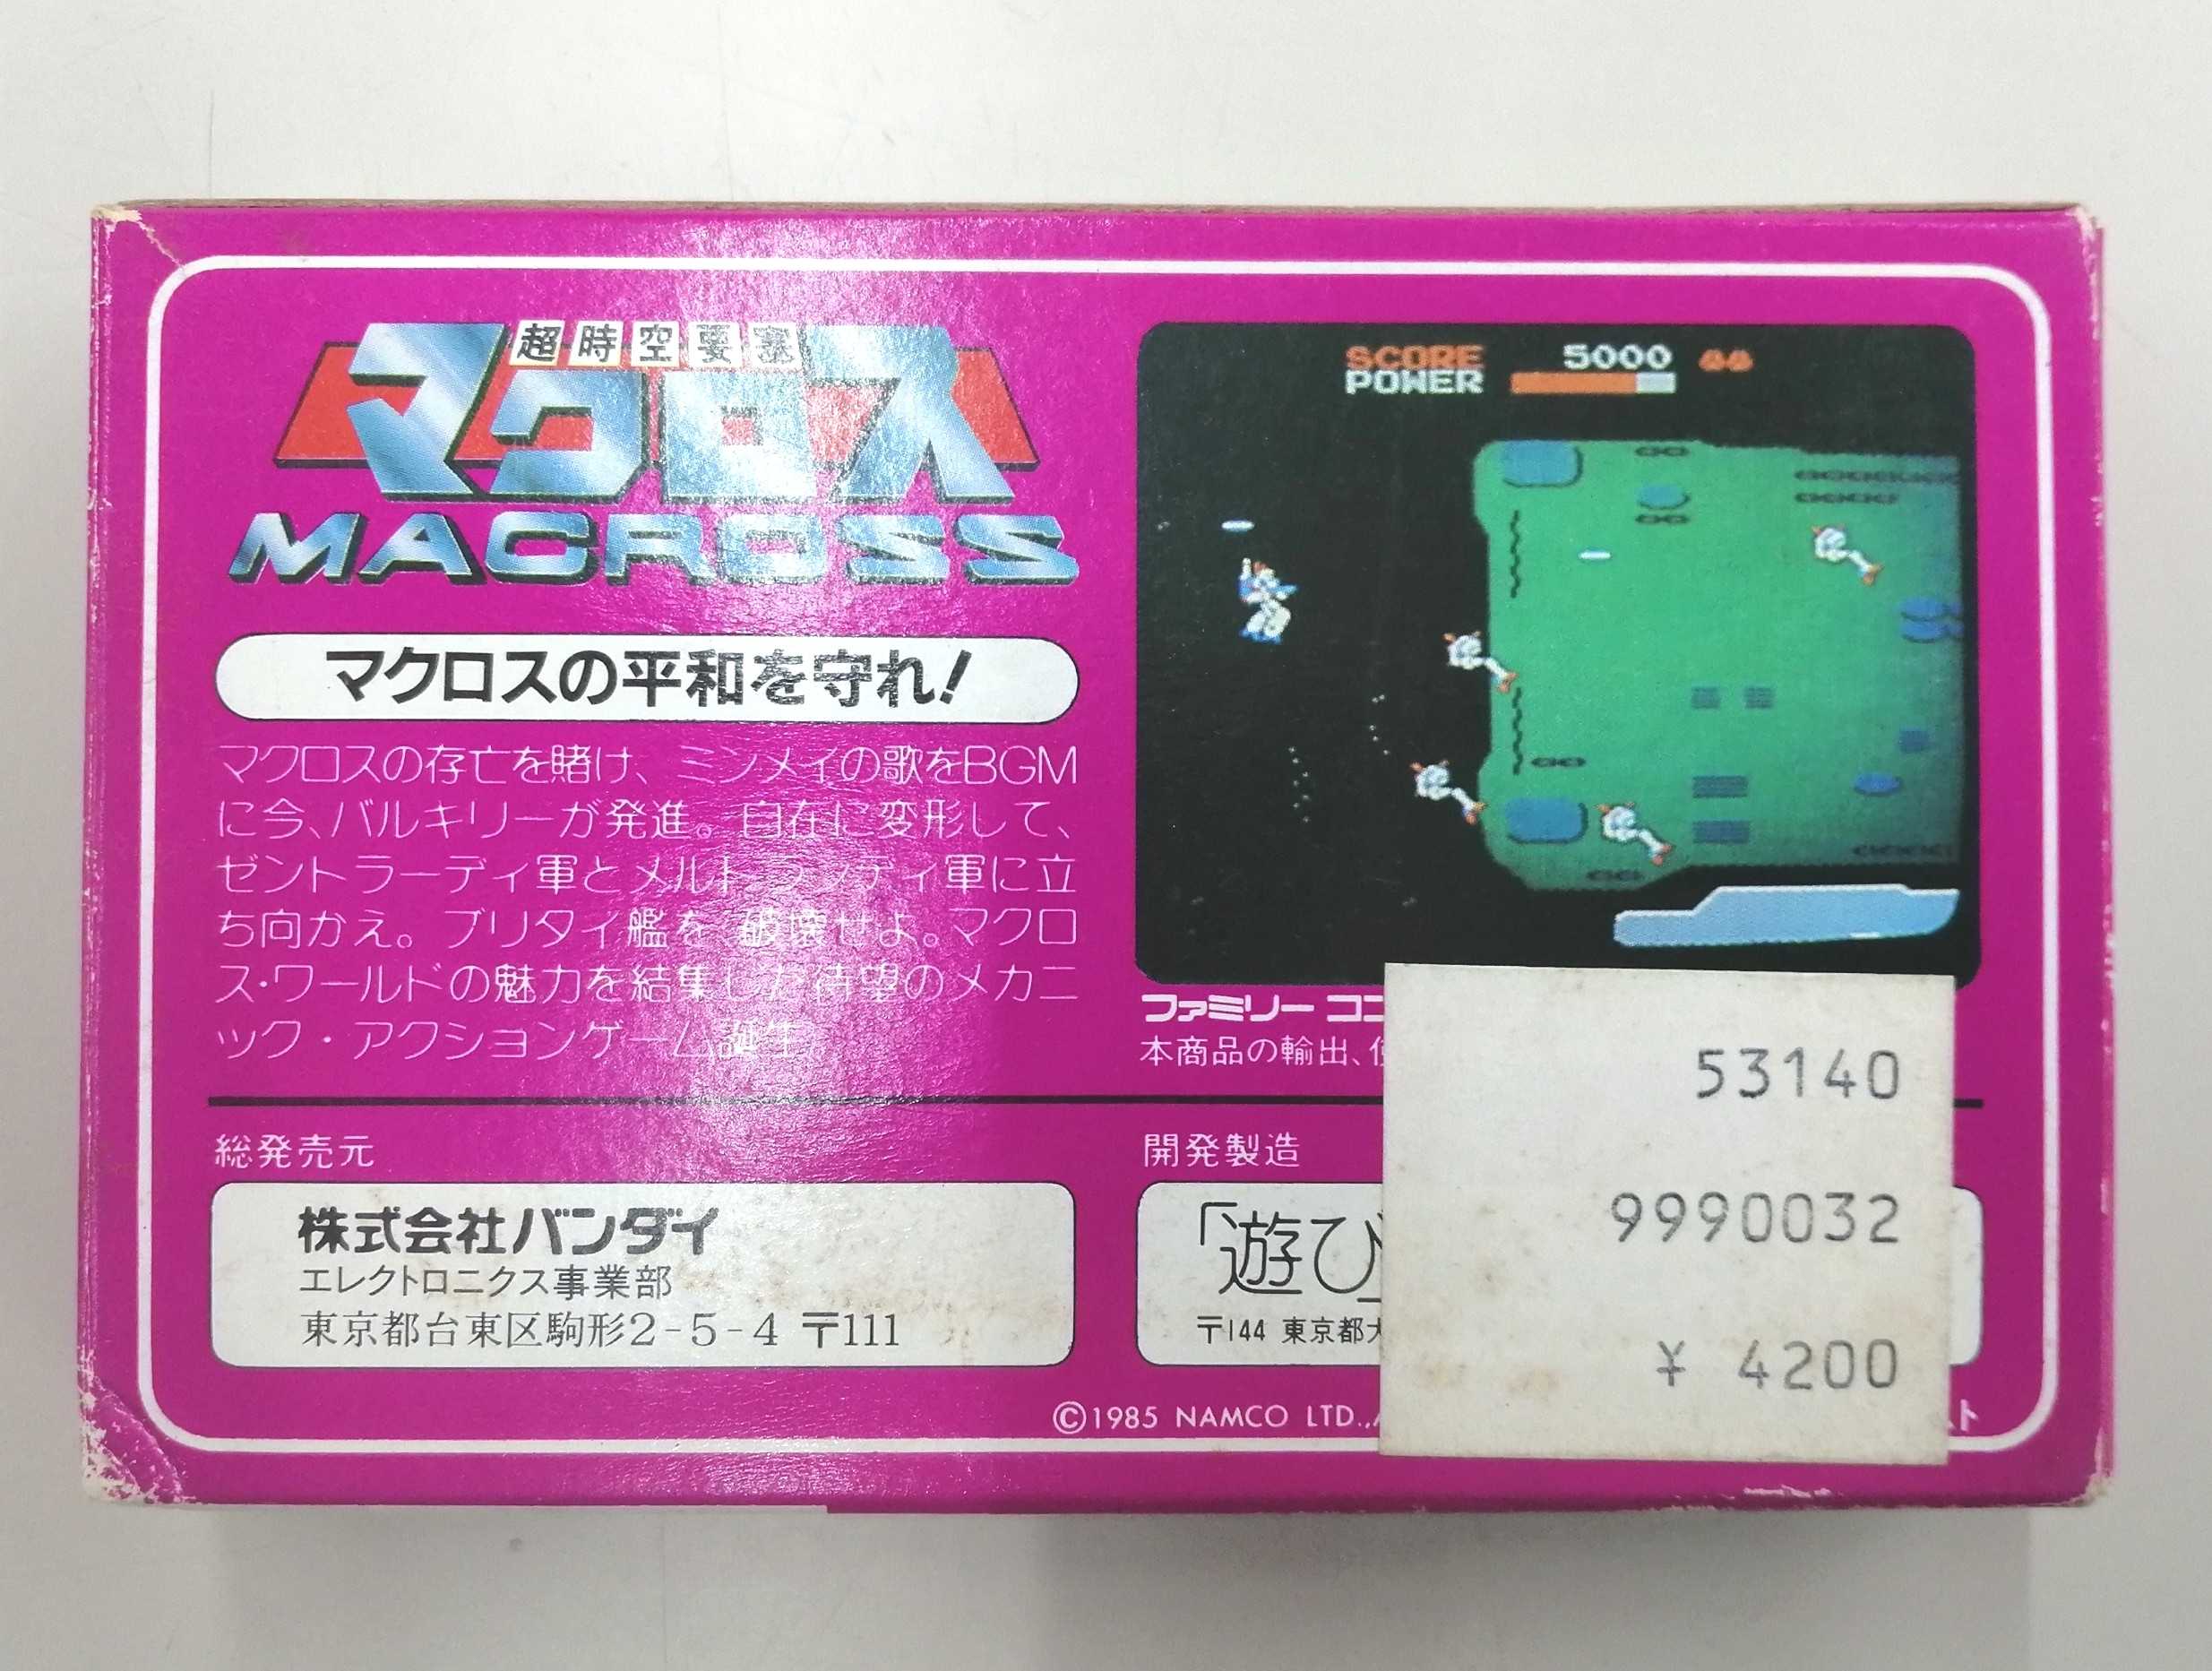 超時空要塞
マクロス
MACROSS
マクロスの平和を守れ!
マクロスの存亡を賭け、ミンメイの歌をBGM
に今、バルキリーが発進。自在に変形して、
ゼントラーディ軍とメルトランディ軍に立
ち向かえ。ブリタイ艦を、破壊せよ。マクロ
ス・ワールドの魅力を結集した待望のメカニ
ック・アクションゲーム誕生。
SCORE 5000
POWER
ファミリー コン
本商品の輸出、使
総発売元
株式会社バンダイ
エレクトロニクス事業部
東京都台東区駒形2-5-4 〒111
開発製造
「遊び」
〒144 東京都大
©1985 NAMCO LTD.,
スト
53140
9990032
¥ 4200